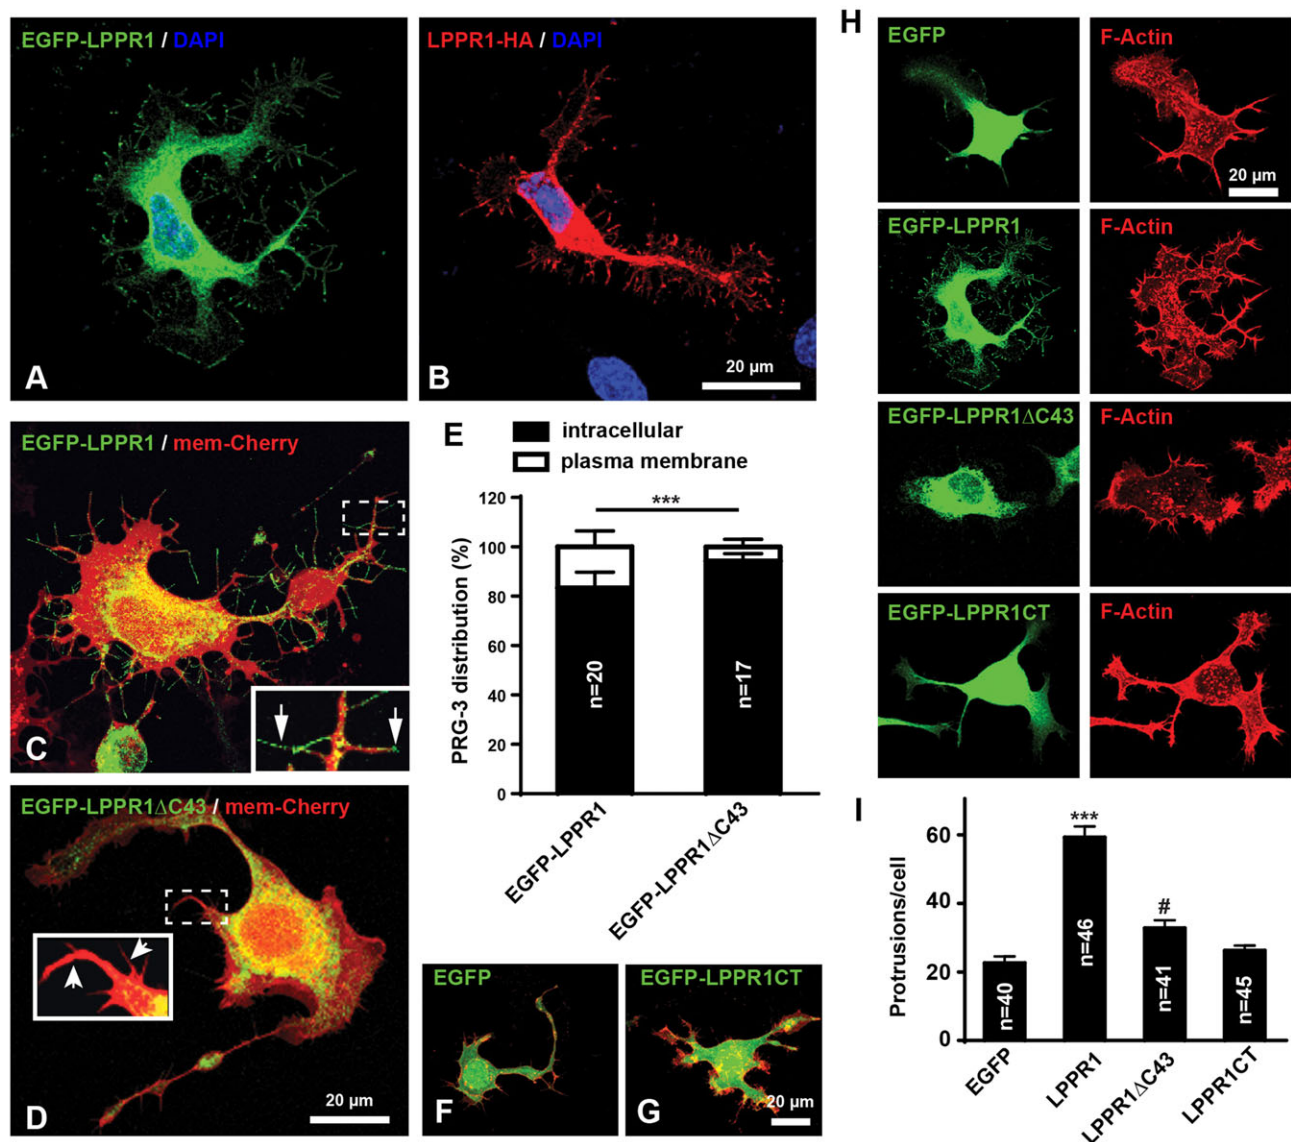 EGFP-LPPR1 / DAPI
A
LPPR1-HA / DAPI
B
20 µm
EGFP-LPPR1 / mem-Cherry
C
EGFP-LPPR1ΔC43 / mem-Cherry
D
20 µm
E
intracellular
plasma membrane
120
100
80
60
40
20
0
PRG-3 distribution (%)
***
n=20
n=17
EGFP-LPPR1
EGFP-LPPR1ΔC43
EGFP
F
EGFP-LPPR1CT
G
20 µm
H
EGFP
F-Actin
20 µm
EGFP-LPPR1
F-Actin
EGFP-LPPR1ΔC43
F-Actin
EGFP-LPPR1CT
F-Actin
I
60
40
20
0
Protrusions/cell
***
#
n=40
n=46
n=41
n=45
EGFP
LPPR1
LPPR1ΔC43
LPPR1CT